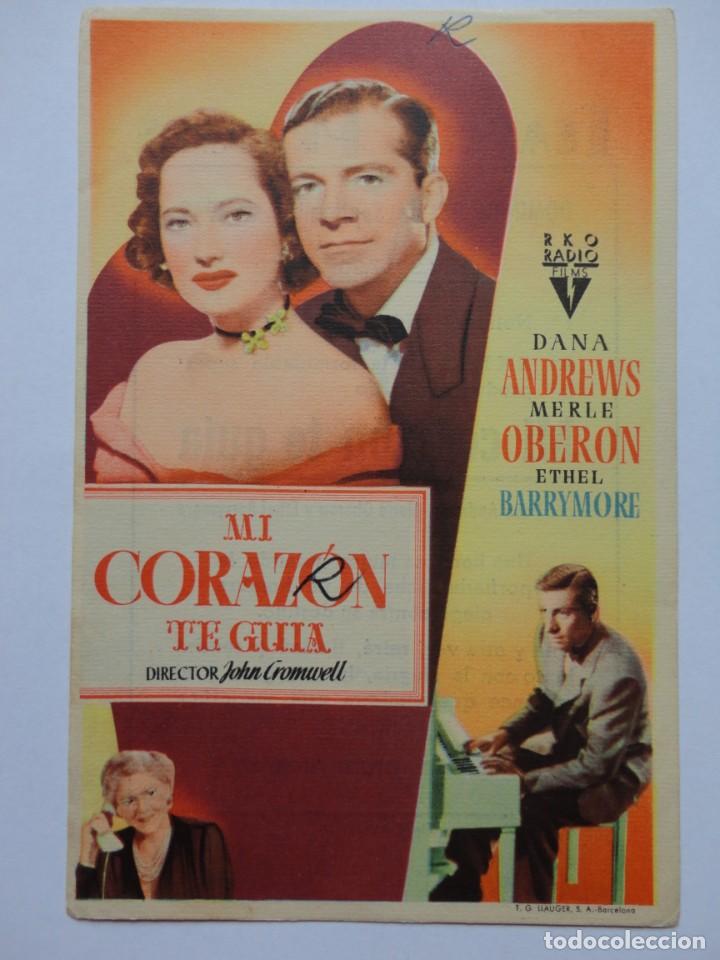 R
RKO
RADIO
FILMS
DANA
ANDREWS
MERLE
OBERON
ETHEL
BARRYMORE
MI
CORAZÓN
R
TE GUIA
DIRECTOR John Cromwell
T. G. LLAUGER, S. A.-Barcelona
todocoleccion